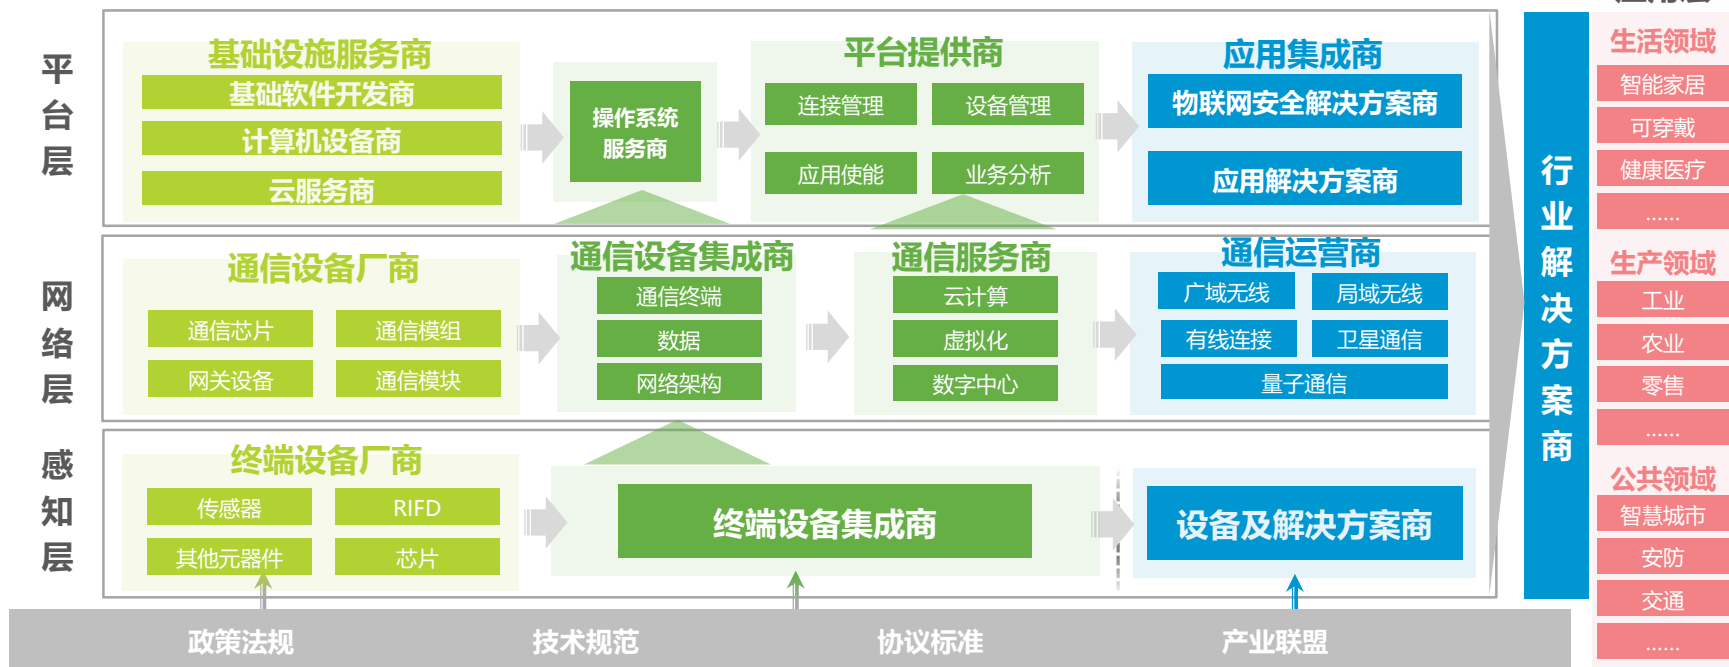 平台层
基础设施服务商
基础软件开发商
计算机设备商
云服务商
操作系统
服务商
平台提供商
连接管理
设备管理
应用使能
业务分析
应用集成商
物联网安全解决方案商
应用解决方案商
网络层
通信设备厂商
通信芯片
通信模组
网关设备
通信模块
通信设备集成商
通信终端
数据
网络架构
通信服务商
云计算
虚拟化
数字中心
通信运营商
广域无线
局域无线
有线连接
卫星通信
量子通信
感知层
终端设备厂商
传感器
RIFD
其他元器件
芯片
终端设备集成商
设备及解决方案商
行业解决方案商
生活领域
智能家居
可穿戴
健康医疗
......
生产领域
工业
农业
零售
......
公共领域
智慧城市
安防
交通
......
政策法规
技术规范
协议标准
产业联盟